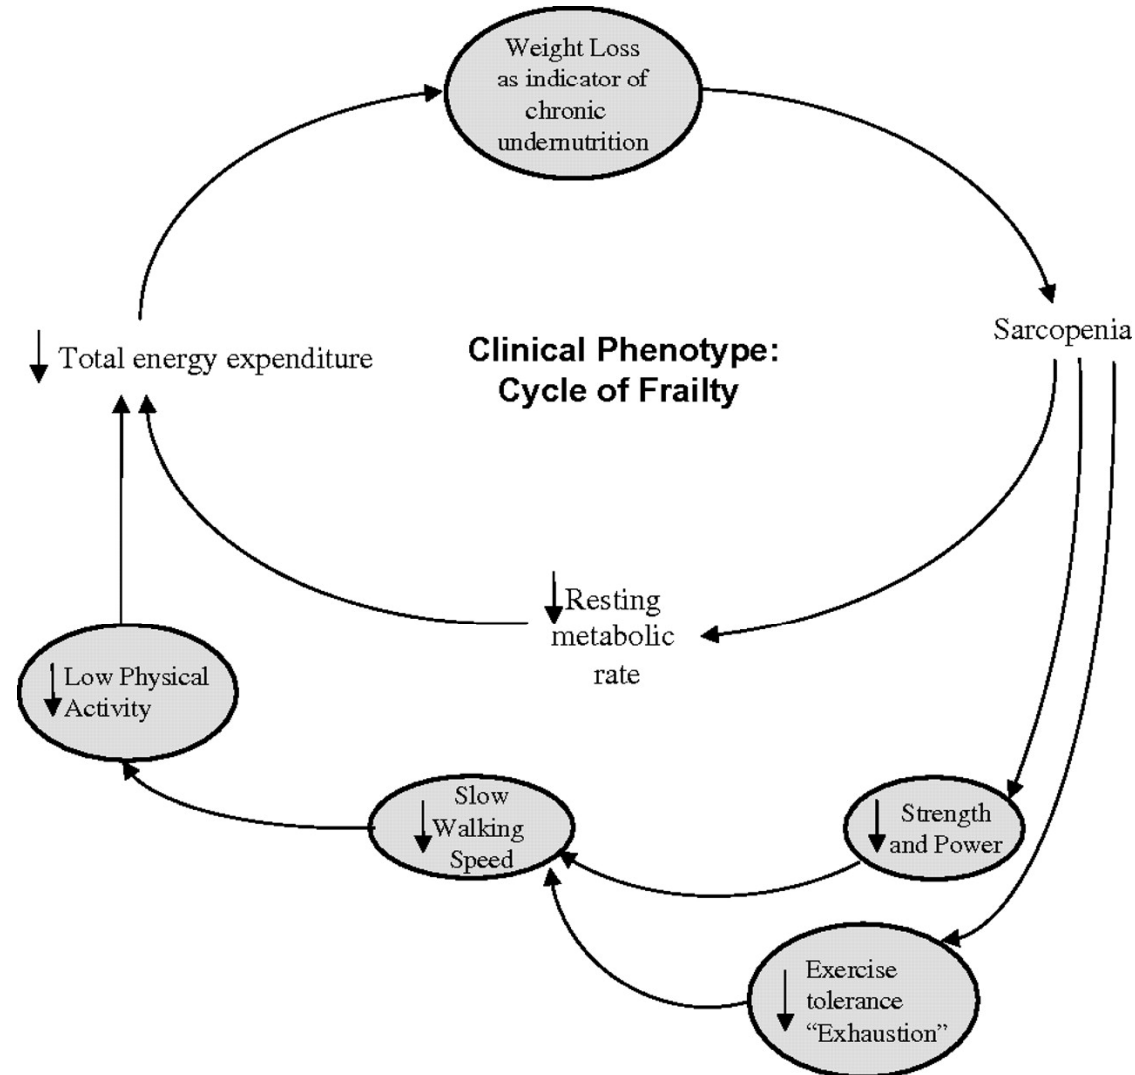 Weight Loss
as indicator of
chronic
undernutrition
Sarcopenia
↓ Total energy expenditure
Clinical Phenotype:
Cycle of Frailty
↓ Resting
metabolic
rate
↓ Low Physical
Activity
↓ Slow
Walking
Speed
↓ Strength
and Power
↓ Exercise
tolerance
“Exhaustion”